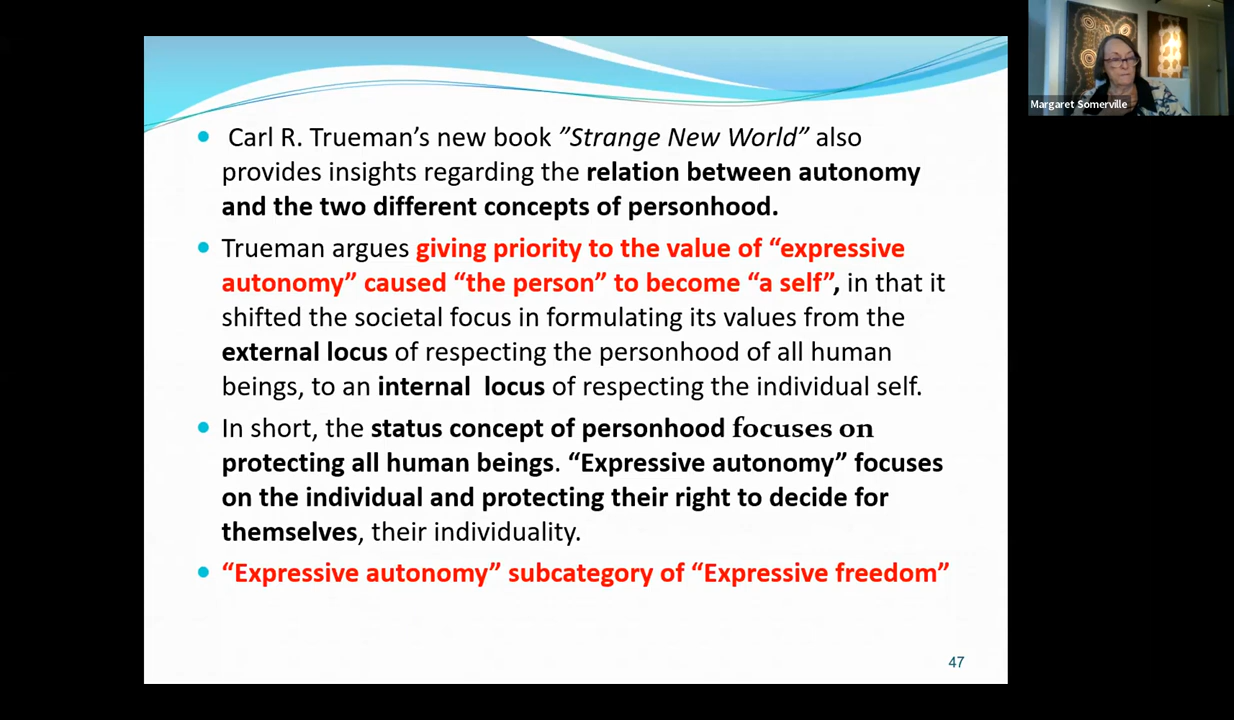 Margaret Somerville
• Carl R. Trueman’s new book ”Strange New World” also
provides insights regarding the relation between autonomy
and the two different concepts of personhood.
• Trueman argues giving priority to the value of “expressive
autonomy” caused “the person” to become “a self”, in that it
shifted the societal focus in formulating its values from the
external locus of respecting the personhood of all human
beings, to an internal locus of respecting the individual self.
• In short, the status concept of personhood focuses on
protecting all human beings. “Expressive autonomy” focuses
on the individual and protecting their right to decide for
themselves, their individuality.
• “Expressive autonomy” subcategory of “Expressive freedom”
47